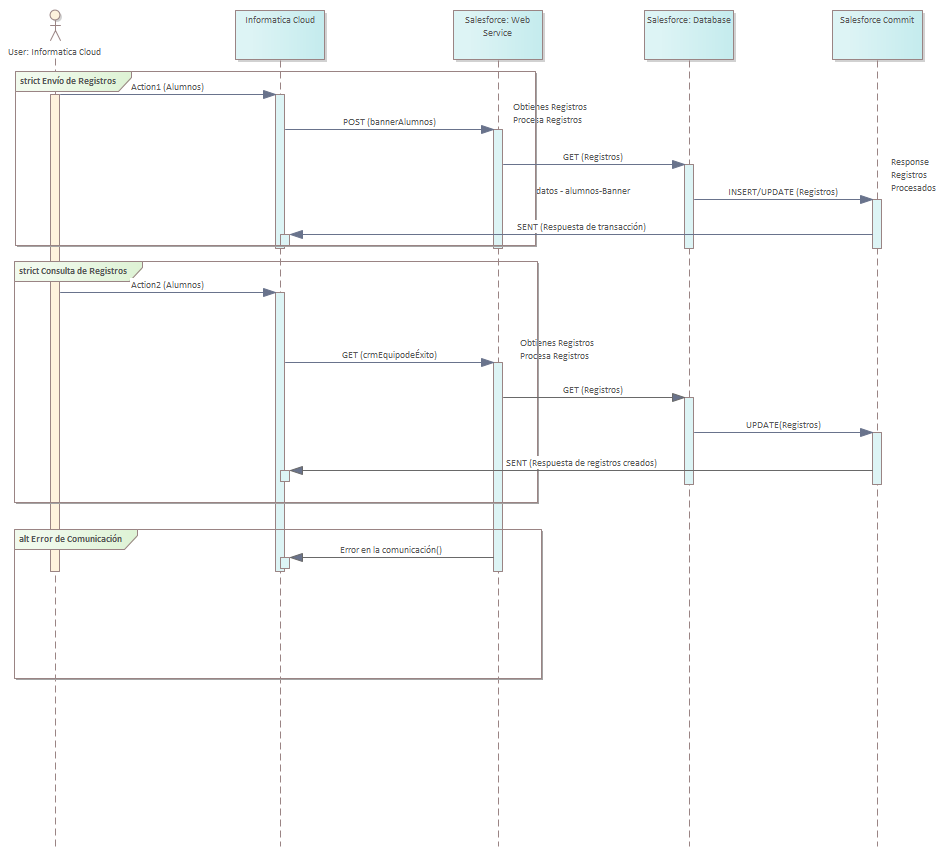 User: Informatica Cloud
Informatica Cloud
Salesforce: Web
Service
Salesforce: Database
Salesforce Commit
strict Envío de Registros
Action1 (Alumnos)
POST (bannerAlumnos)
Obtienes Registros
Procesa Registros
GET (Registros)
datos - alumnos-Banner
INSERT/UPDATE (Registros)
Response
Registros
Procesados
SENT (Respuesta de transacción)
strict Consulta de Registros
Action2 (Alumnos)
GET (crmEquipodeÉxito)
Obtienes Registros
Procesa Registros
GET (Registros)
UPDATE(Registros)
SENT (Respuesta de registros creados)
alt Error de Comunicación
Error en la comunicación()